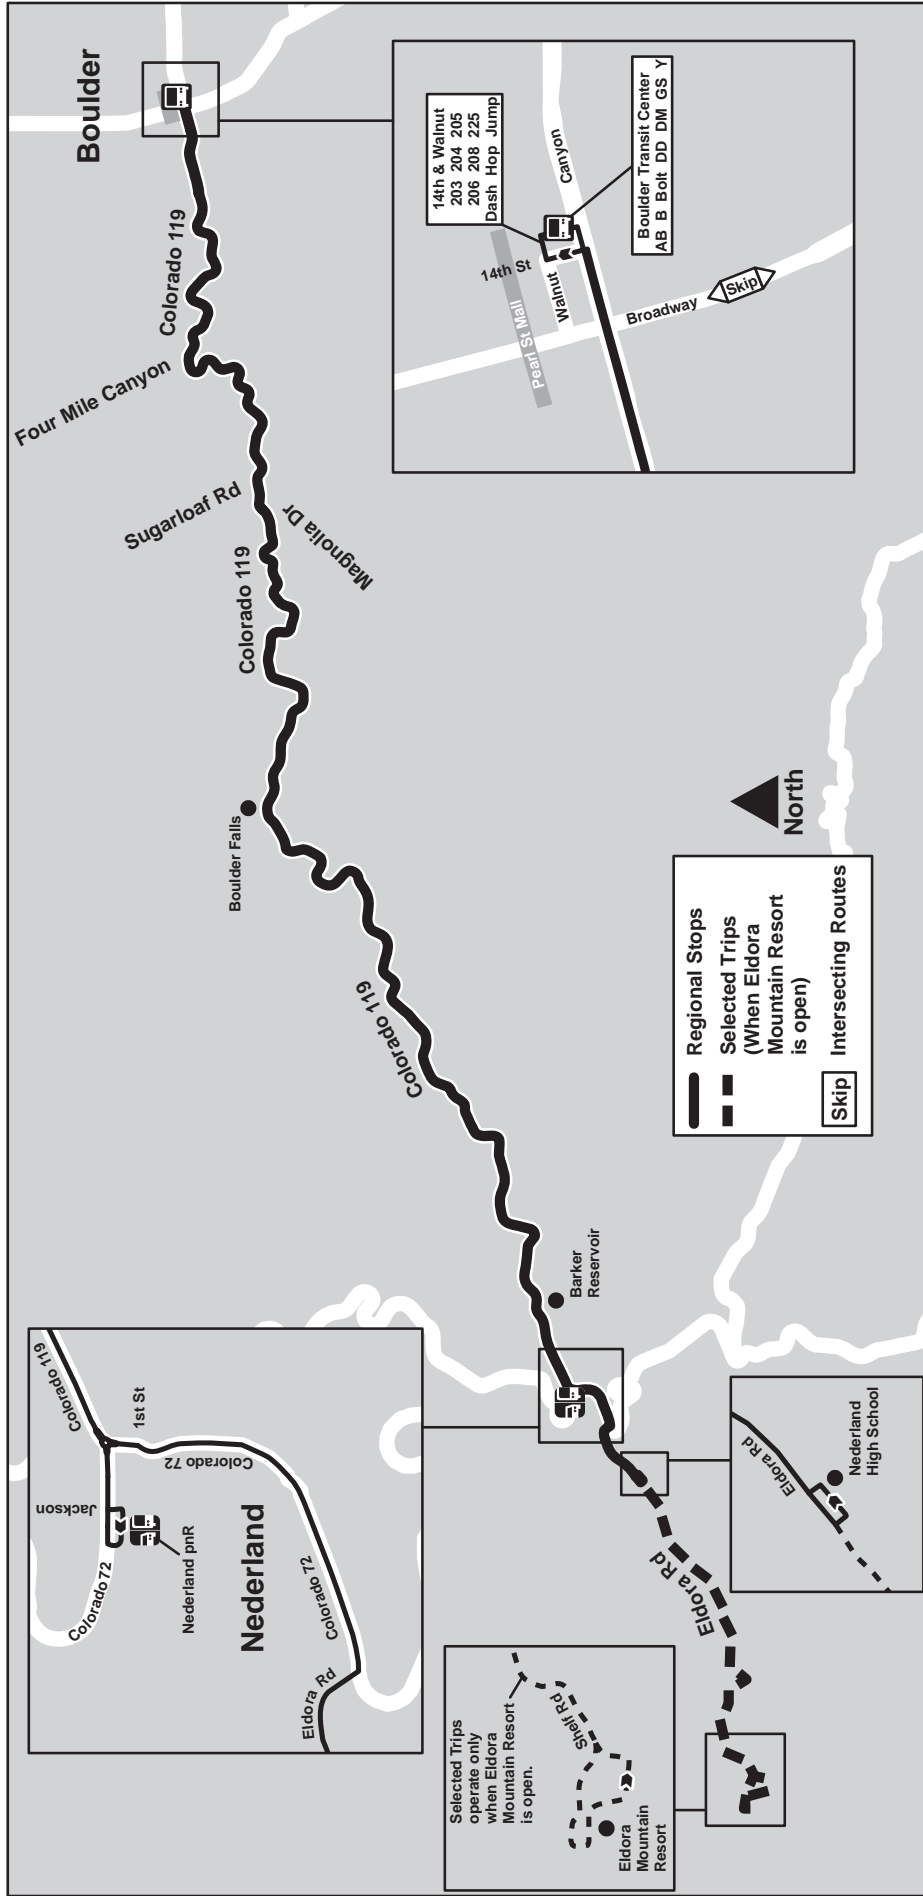 Boulder
Four Mile Canyon
Colorado 119
Sugarloaf Rd
Magnolia Dr
Colorado 119
Boulder Falls
Colorado 119
Barker
Reservoir
Eldora Rd
14th & Walnut
203 204 205
206 208 225
Dash Hop Jump
14th St
Pearl St Mall
Walnut
Canyon
Broadway
Skip
Boulder Transit Center
AB B Bolt DD DM GS Y
Colorado 119
1st St
Jackson
Colorado 72
Colorado 72
Nederland pnR
Nederland
Colorado 72
Eldora Rd
Selected Trips
operate only
when Eldora
Mountain Resort
is open.
Shelf Rd
Eldora
Mountain
Resort
Eldora Rd
Nederland
High School
Regional Stops
Selected Trips
(When Eldora
Mountain Resort
is open)
Skip Intersecting Routes
North